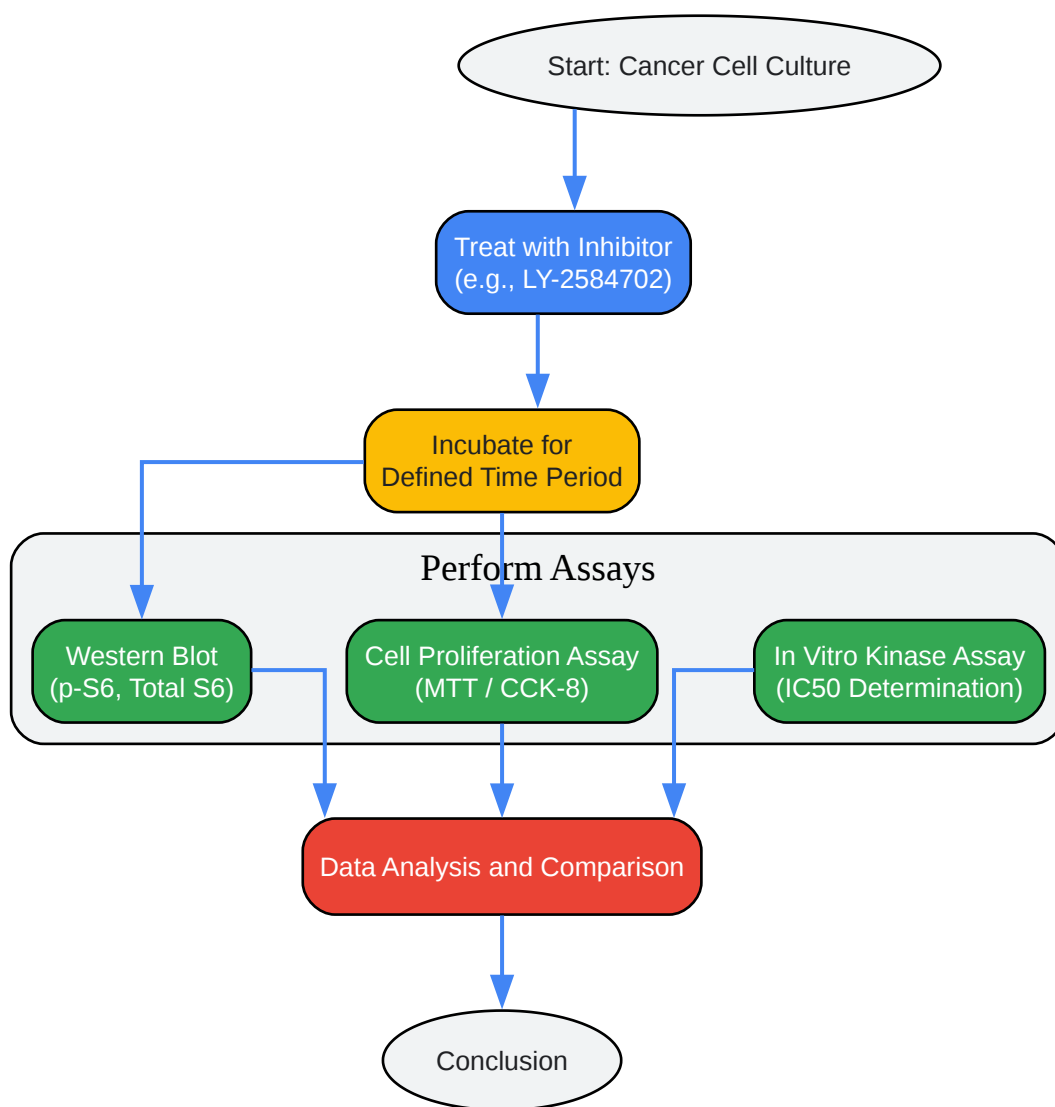 Start: Cancer Cell Culture
Treat with Inhibitor
(e.g., LY-2584702)
Incubate for
Defined Time Period
Perform Assays
Western Blot
(p-S6, Total S6)
Cell Proliferation Assay
(MTT / CCK-8)
In Vitro Kinase Assay
(IC50 Determination)
Data Analysis and Comparison
Conclusion